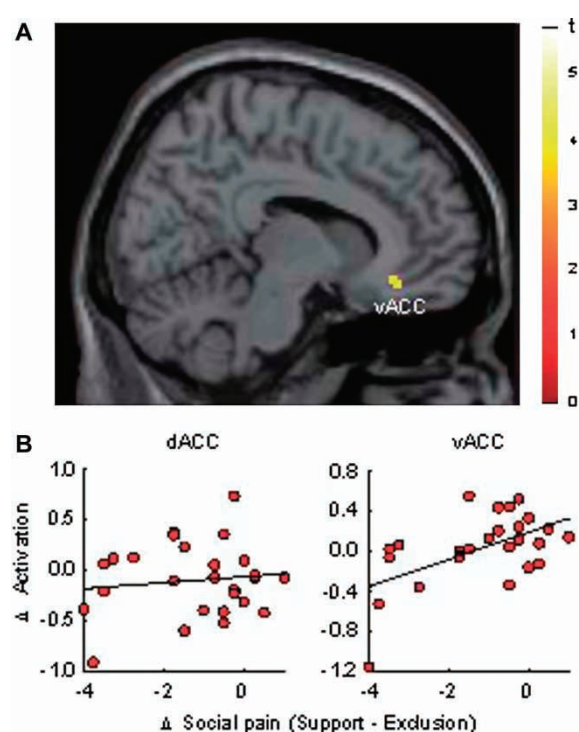 A
t
5
4
3
2
1
0
vACC
B
dACC
vACC
Δ Activation
1.0
0.5
0.0
-0.5
-1.0
-4
-2
0
0.8
0.4
0.0
-0.4
-0.8
-1.2
-4
-2
0
Δ Social pain (Support - Exclusion)